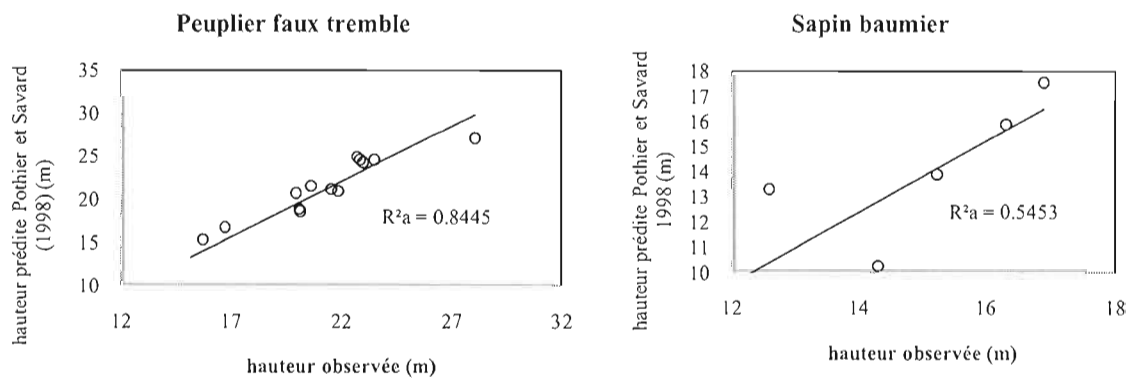 Peuplier faux tremble
hauteur prédite Pothier et Savard
(1998) (m)
35
30
25
20
15
10
R²a = 0.8445
12 17 22 27 32
hauteur observée (m)
Sapin baumier
hauteur prédite Pothier et Savard
1998 (m)
18
17
16
15
14
13
12
11
10
R²a = 0.5453
12 14 16 18
hauteur observée (m)